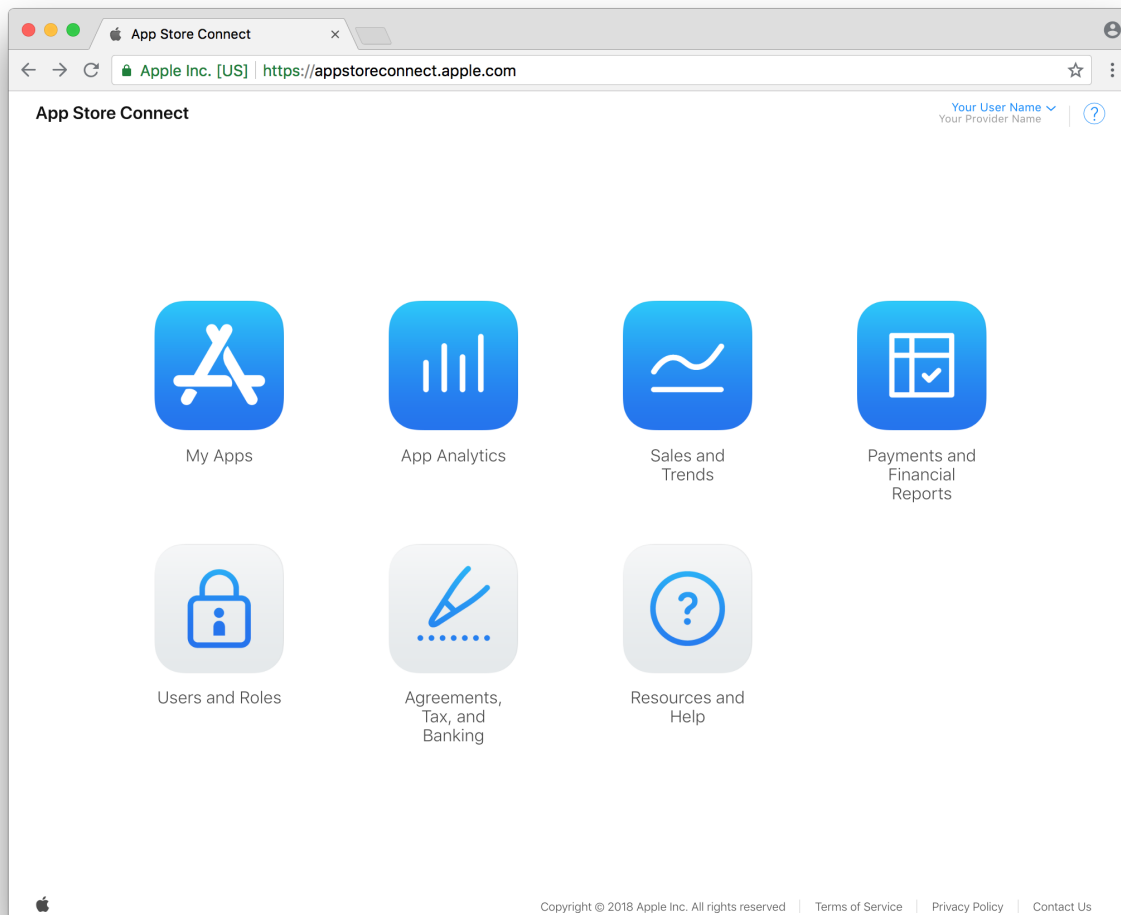 App Store Connect
Apple Inc. [US] https://appstoreconnect.apple.com
App Store Connect
Your User Name
Your Provider Name
?
My Apps
App Analytics
Sales and
Trends
Payments and
Financial
Reports
?
Users and Roles
Agreements,
Tax, and
Banking
Resources and
Help
Copyright © 2018 Apple Inc. All rights reserved
Terms of Service
Privacy Policy
Contact Us